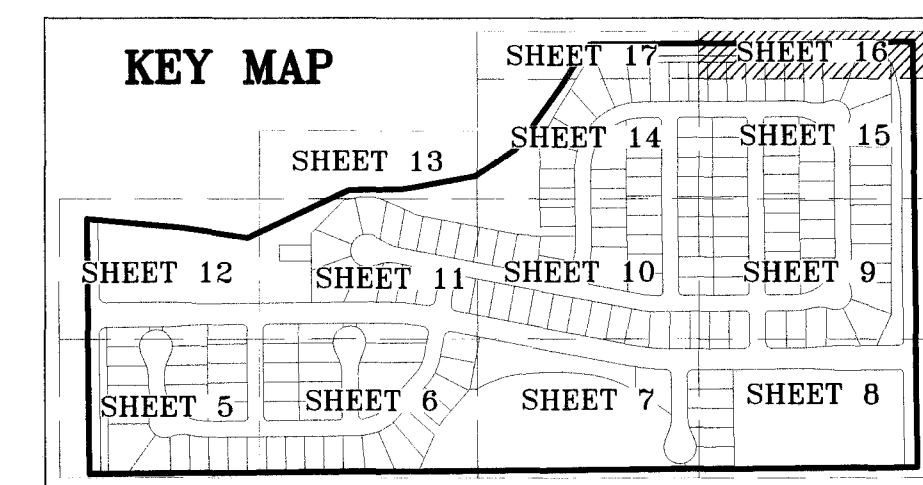 KEY MAP
SHEET 17
SHEET 16
SHEET 14
SHEET 15
SHEET 13
SHEET 12
SHEET 11
SHEET 10
SHEET 9
SHEET 5
SHEET 6
SHEET 7
SHEET 8